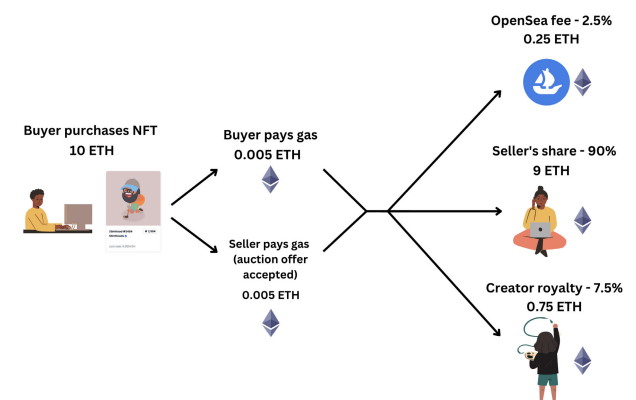 OpenSea fee - 2.5%
0.25 ETH
Buyer purchases NFT
10 ETH
Buyer pays gas
0.005 ETH
Seller's share - 90%
9 ETH
Seller pays gas
(auction offer
accepted)
0.005 ETH
Creator royalty - 7.5%
0.75 ETH